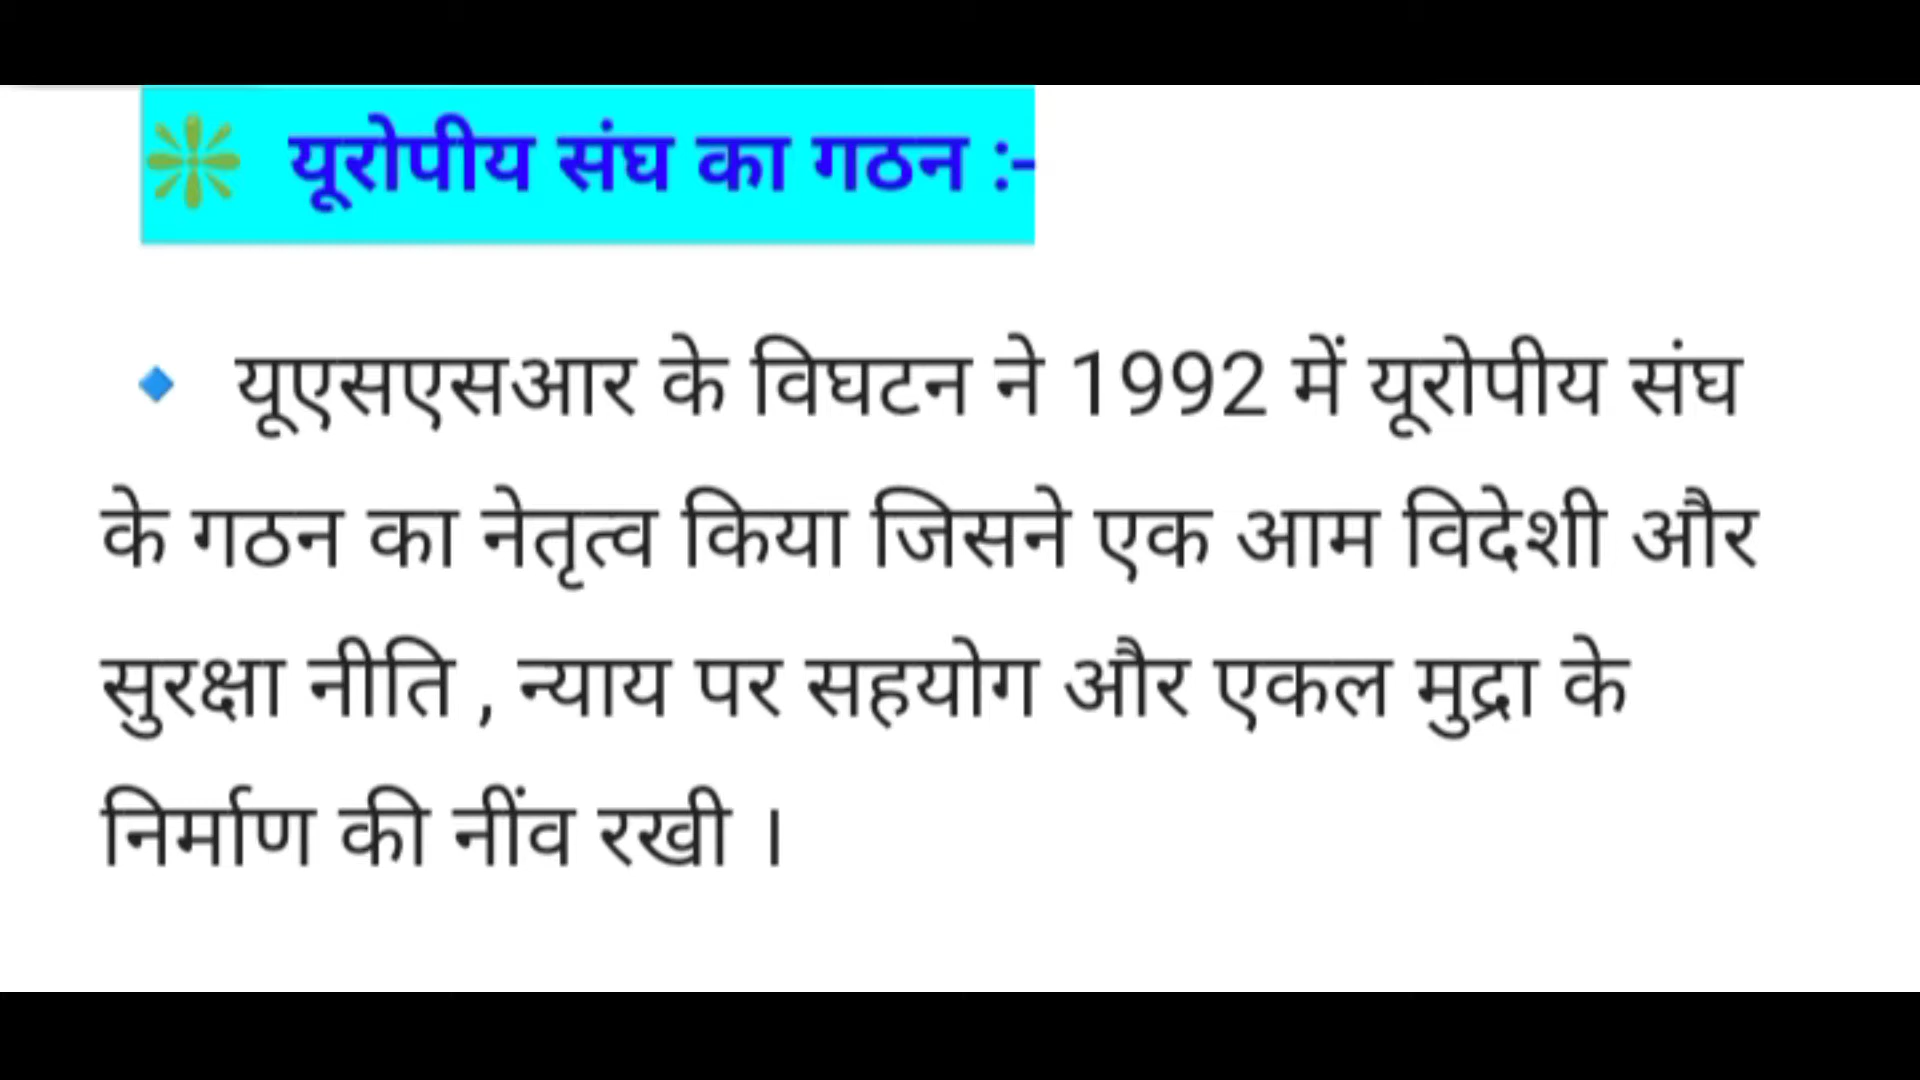 यूरोपीय संघ का गठन :-
यूएसएसआर के विघटन ने 1992 में यूरोपीय संघ
के गठन का नेतृत्व किया जिसने एक आम विदेशी और
सुरक्षा नीति , न्याय पर सहयोग और एकल मुद्रा के
निर्माण की नींव रखी ।